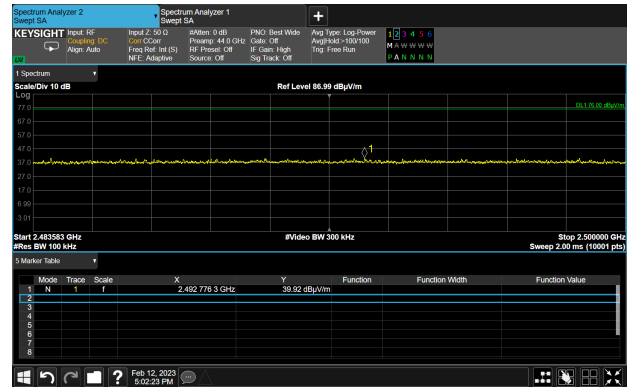 Spectrum Analyzer 2
Swept SA
Spectrum Analyzer 1
Swept SA
+
KEYSIGHT
Input: RF
Coupling: DC
Align: Auto
Input Z: 50 Ω
Corr CCorr
Freq Ref: Int (S)
NFE: Adaptive
#Atten: 0 dB
Preamp: 44.0 GHz
RF Preset: Off
Source: Off
PNO: Best Wide
Gate: Off
IF Gain: High
Sig Track: Off
Avg Type: Log-Power
Avg|Hold:>100/100
Trig: Free Run
1 2 3 4 5 6
M A W W W W
P A N N N N
1 Spectrum
Scale/Div 10 dB
Ref Level 86.99 dBµV/m
Log
77.0
67.0
57.0
47.0
37.0
27.0
17.0
6.99
-3.01
DL1 76.00 dBµV/m
1
Start 2.483583 GHz
#Video BW 300 kHz
Stop 2.500000 GHz
#Res BW 100 kHz
Sweep 2.00 ms (10001 pts)
5 Marker Table
Mode Trace Scale X Y Function Function Width Function Value
1 N 1 f 2.492 776 3 GHz 39.92 dBµV/m
2
3
4
5
6
7
8
?
Feb 12, 2023
5:02:23 PM